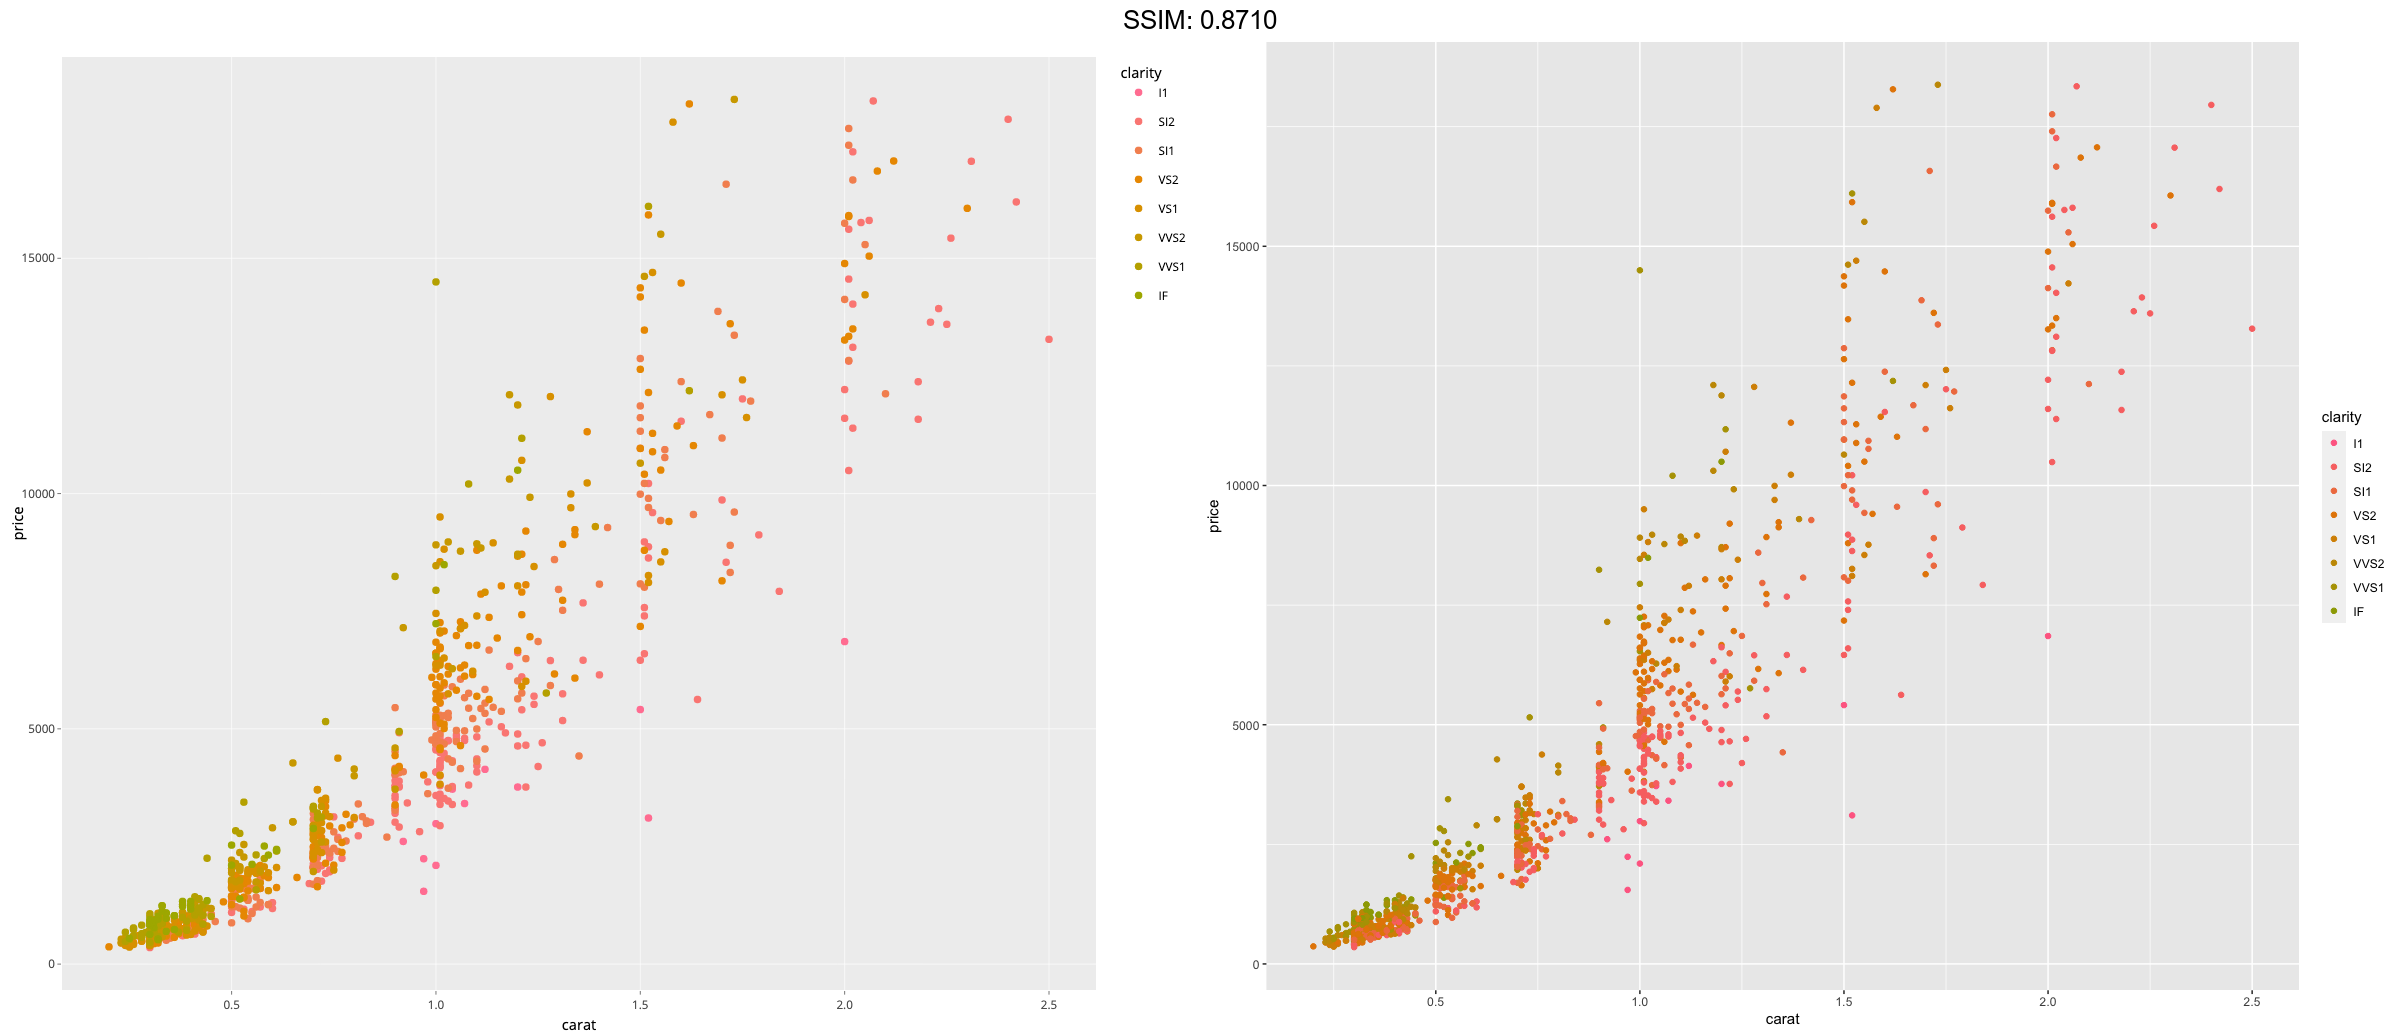 SSIM: 0.8710
price
15000
10000
5000
0
0.5 1.0 1.5 2.0 2.5
carat
clarity
I1
SI2
SI1
VS2
VS1
VVS2
VVS1
IF
price
15000
10000
5000
0
0.5 1.0 1.5 2.0 2.5
carat
clarity
I1
SI2
SI1
VS2
VS1
VVS2
VVS1
IF